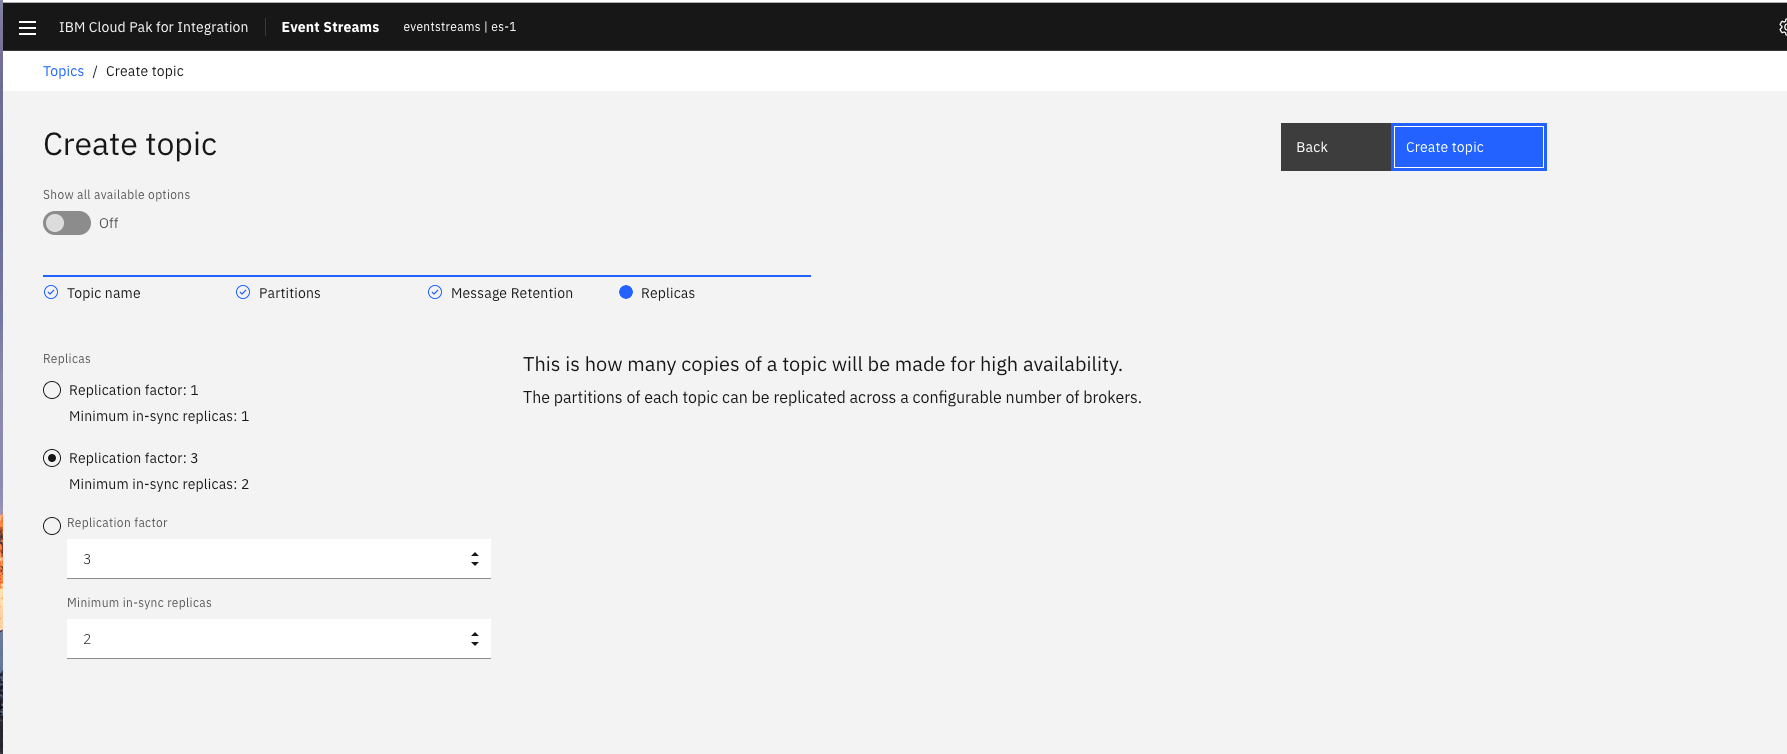 IBM Cloud Pak for Integration Event Streams eventstreams | es-1
Topics / Create topic
Create topic
Back Create topic
Show all available options
Off
Topic name Partitions Message Retention Replicas
Replicas
Replication factor: 1
Minimum in-sync replicas: 1
Replication factor: 3
Minimum in-sync replicas: 2
Replication factor
3
Minimum in-sync replicas
2
This is how many copies of a topic will be made for high availability.
The partitions of each topic can be replicated across a configurable number of brokers.